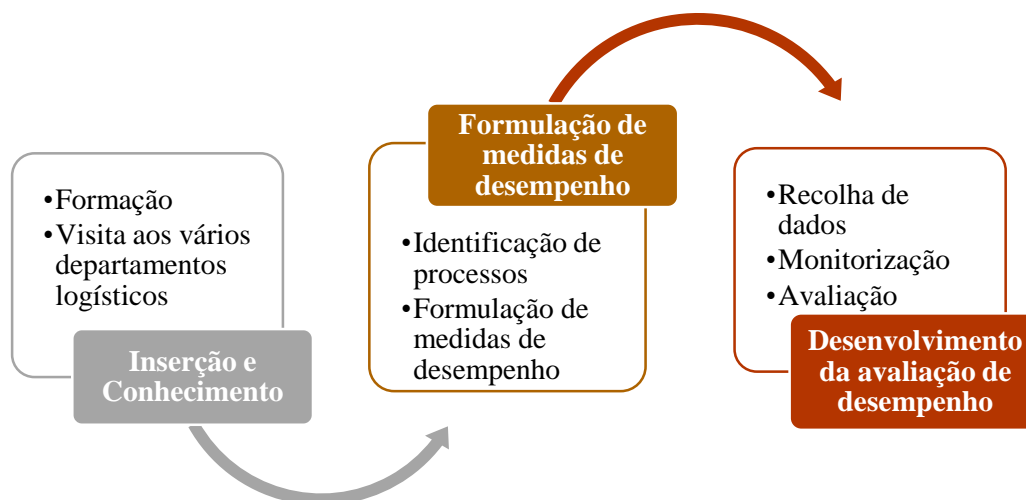 •Formação
•Visita aos vários
departamentos
logísticos
Inserção e
Conhecimento
Formulação de
medidas de
desempenho
•Identificação de
processos
•Formulação de
medidas de
desempenho
•Recolha de
dados
•Monitorização
•Avaliação
Desenvolvimento
da avaliação de
desempenho